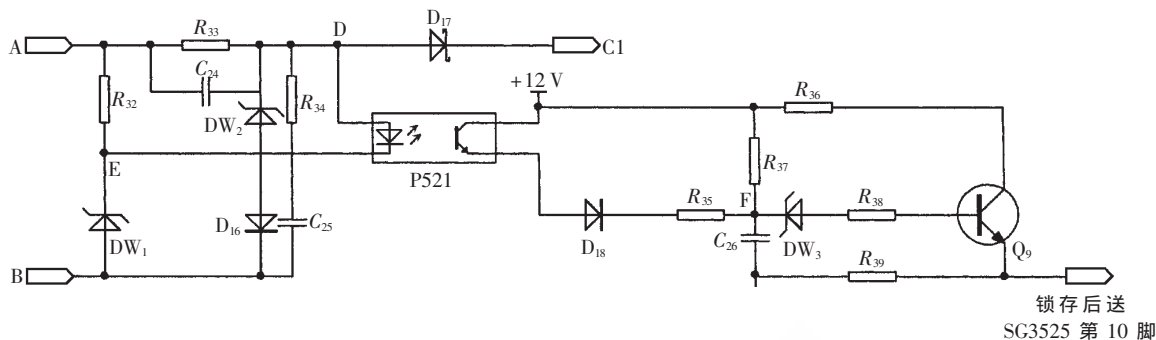 D₁₇
A
R₃₃
D
C1
C₂₄
+12 V
R₃₂
DW₂
R₃₄
R₃₆
E
P521
R₃₇
DW₁
D₁₆
C₂₅
D₁₈
R₃₅
F
C₂₆
DW₃
R₃₈
Q₉
B
R₃₉
锁存后送
SG3525 第 10 脚